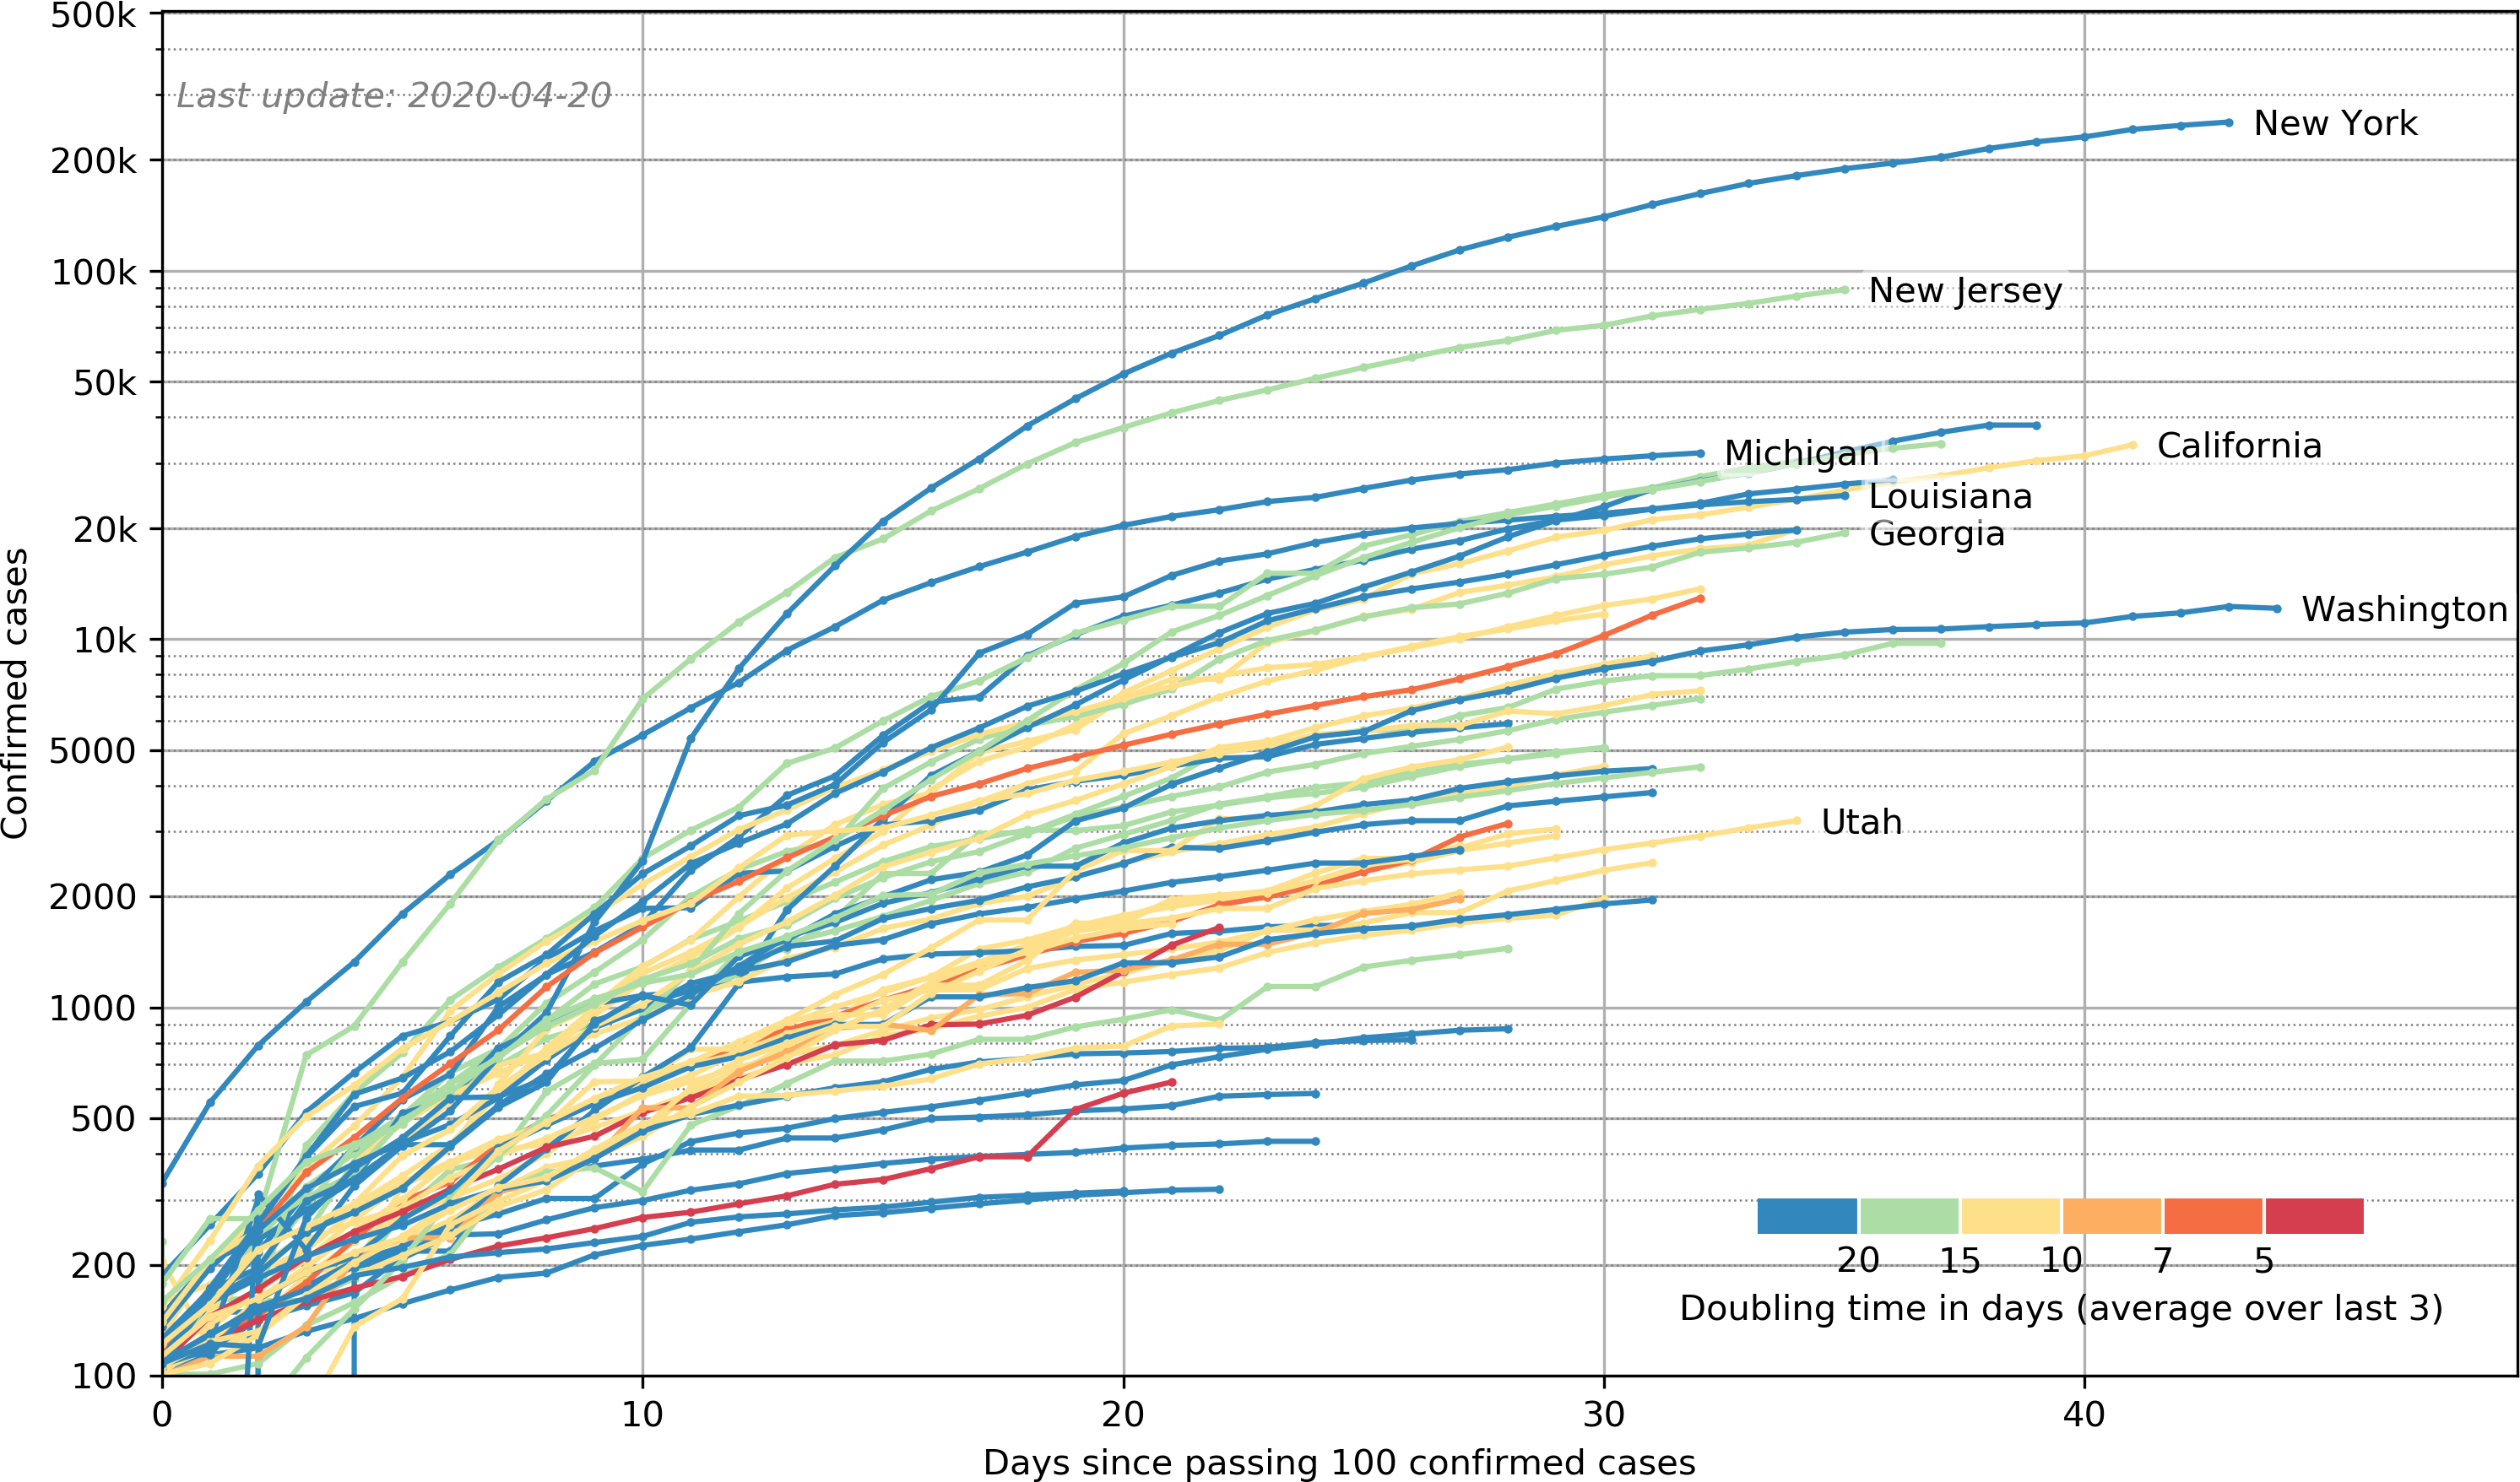 500k
Last update: 2020-04-20
New York
200k
100k
New Jersey
50k
California
Michigan
Louisiana
20k
Georgia
Washington
10k
5000
Utah
2000
1000
500
200
100
Confirmed cases
20 15 10 7 5
Doubling time in days (average over last 3)
0 10 20 30 40
Days since passing 100 confirmed cases